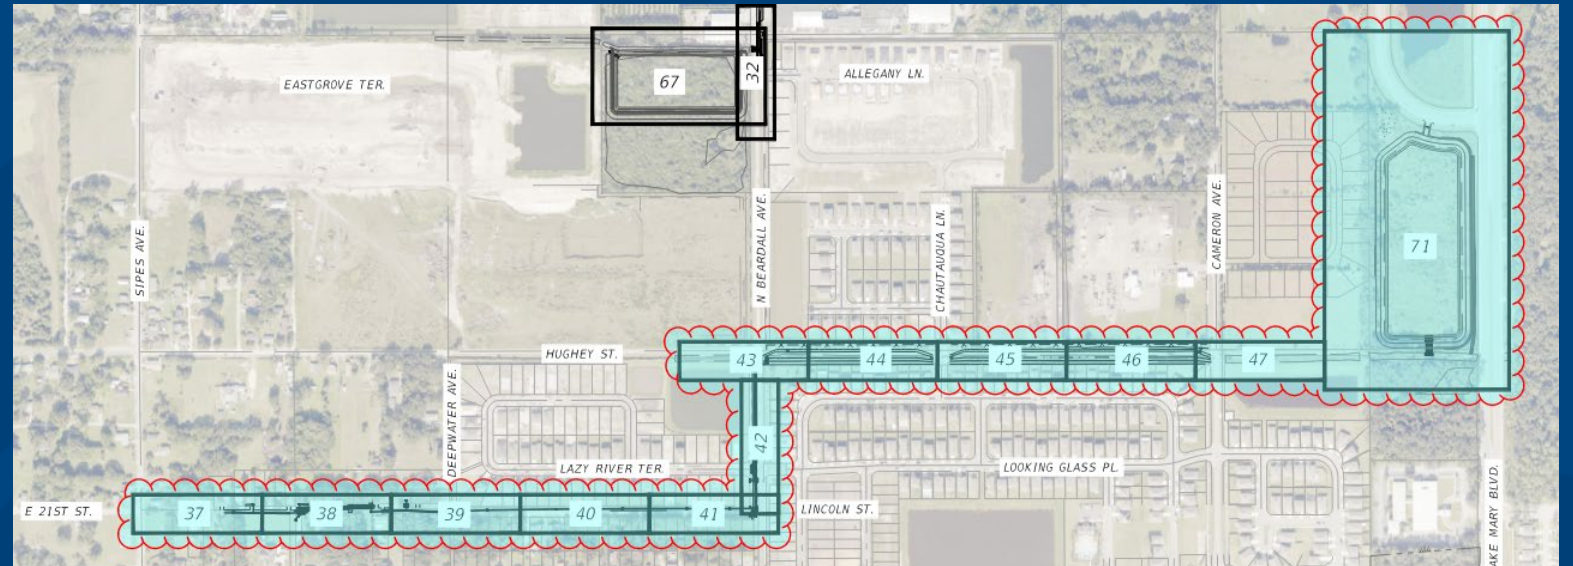 EASTGROVE TER.
67
32
ALLEGANY LN.
SIPES AVE.
N BEARDALL AVE.
CHAUTAUQUA LN.
CAMERON AVE.
71
HUGHEY ST.
43
44
45
46
47
DEEPWATER AVE.
42
LAZY RIVER TER.
LOOKING GLASS PL.
E 21ST ST.
37
38
39
40
41
LINCOLN ST.
AKE MARY BLVD.